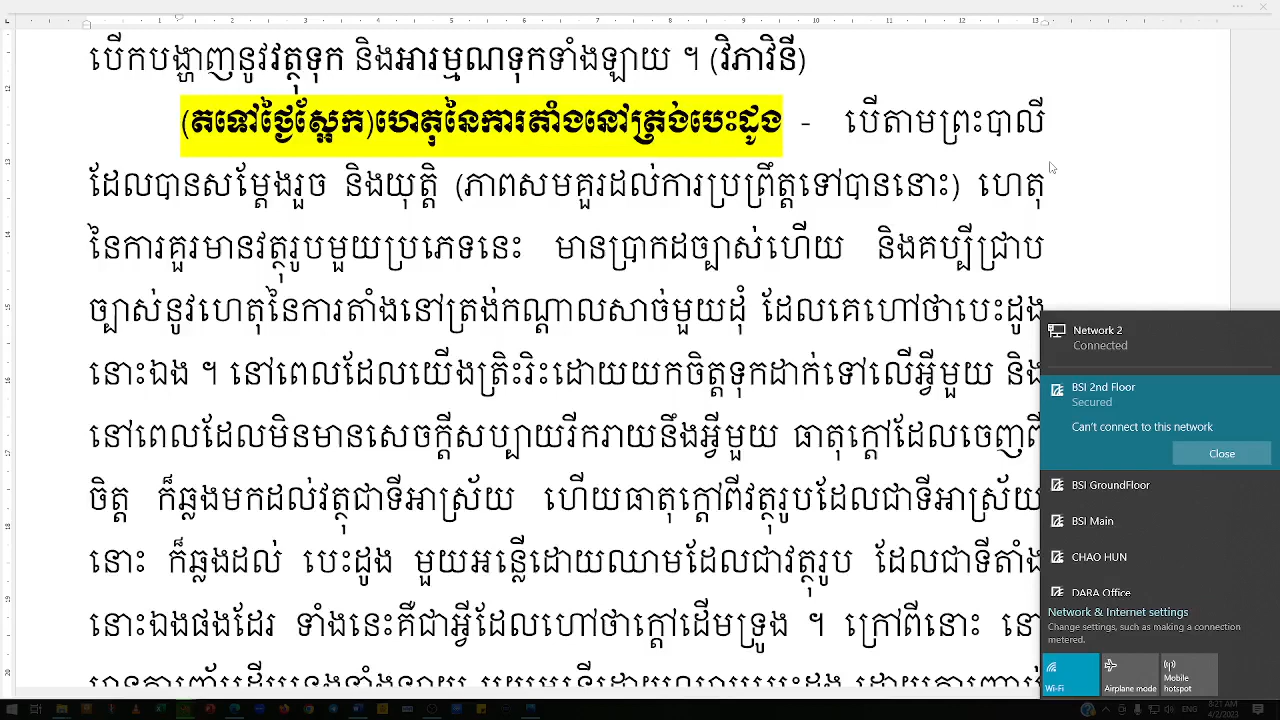 បើកបង្ហាញនូវវត្ថុទុក និងអារម្មណទុកទាំងឡាយ ។ (វិភាវិនី)
(តទៅថ្ងៃស្អែក)ហេតុនៃការតាំងនៅត្រង់បេះដូង - បើតាមព្រះបាលី
ដែលបានសម្ដែងរួច និងយុត្តិ (ភាពសមគួរដល់ការប្រព្រឹត្តទៅបាននោះ) ហេតុ
នៃការគួរមានវត្ថុរូបមួយប្រភេទនេះ មានប្រាកដច្បាស់ហើយ និងគប្បីជ្រាប
ច្បាស់នូវហេតុនៃការតាំងនៅត្រង់កណ្ដាលសាច់មួយដុំ ដែលគេហៅថាបេះដូង
នោះឯង ។ នៅពេលដែលយើងត្រិះរិះដោយយកចិត្តទុកដាក់ទៅលើអ្វីមួយ និង
នៅពេលដែលមិនមានសេចក្ដីសប្បាយរីករាយនឹងអ្វីមួយ ធាតុក្ដៅដែលចេញពី
ចិត្ត ក៏ឆ្លងមកដល់វត្ថុជាទីអាស្រ័យ ហើយធាតុក្ដៅពីវត្ថុរូបដែលជាទីអាស្រ័យ
នោះ ក៏ឆ្លងដល់ បេះដូង មួយអន្លើដោយឈាមដែលជាវត្ថុរូប ដែលជាទីតាំង
នោះឯងផងដែរ ទាំងនេះគឺជាអ្វីដែលហៅថាក្ដៅដើមទ្រូង ។ ក្រៅពីនោះ នៅ
Network 2
Connected
BSI 2nd Floor
Secured
Can't connect to this network
Close
BSI GroundFloor
BSI Main
CHAO HUN
DARA Office
Network & Internet settings
Change settings, such as making a connection
metered.
Wi-Fi
Airplane mode
Mobile
hotspot
ENG
8:21 AM
4/2/2023